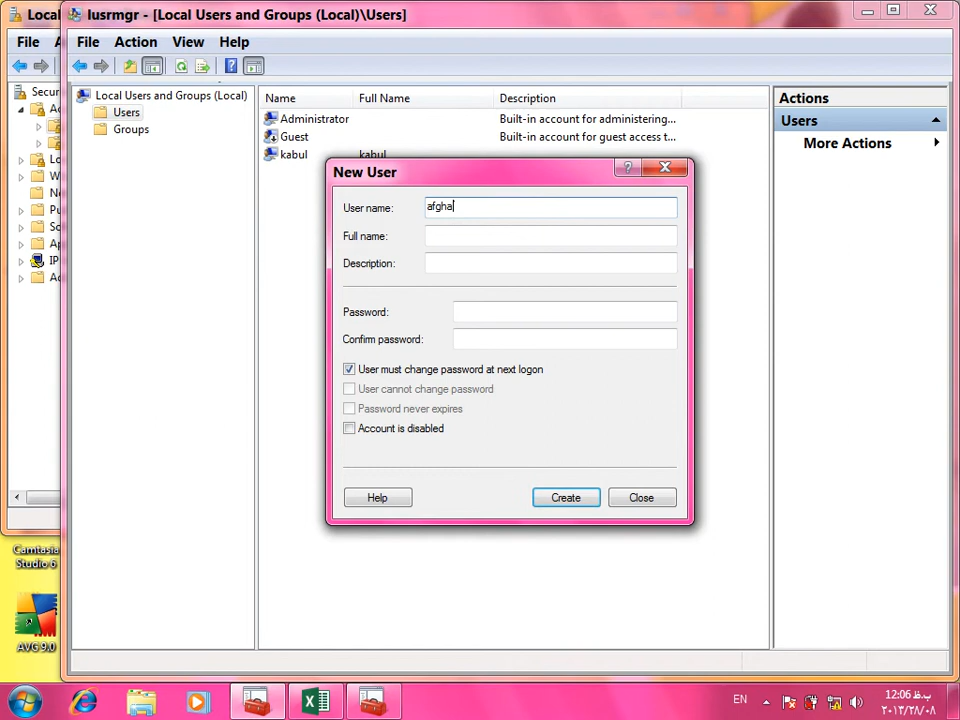 Local
lusrmgr - [Local Users and Groups (Local)\Users]
File
File Action View Help
Secur
Local Users and Groups (Local)
Users
Groups
Name Full Name Description
Administrator Built-in account for administering...
Guest Built-in account for guest access t...
kabul kabul
Actions
Users
More Actions
New User
User name: afgha
Full name:
Description:
Password:
Confirm password:
User must change password at next logon
User cannot change password
Password never expires
Account is disabled
Help Create Close
Camtasia
Studio 6
AVG 9.0
EN
12:06 ب.ظ
۲۰۱۳/۲۸/۰۸